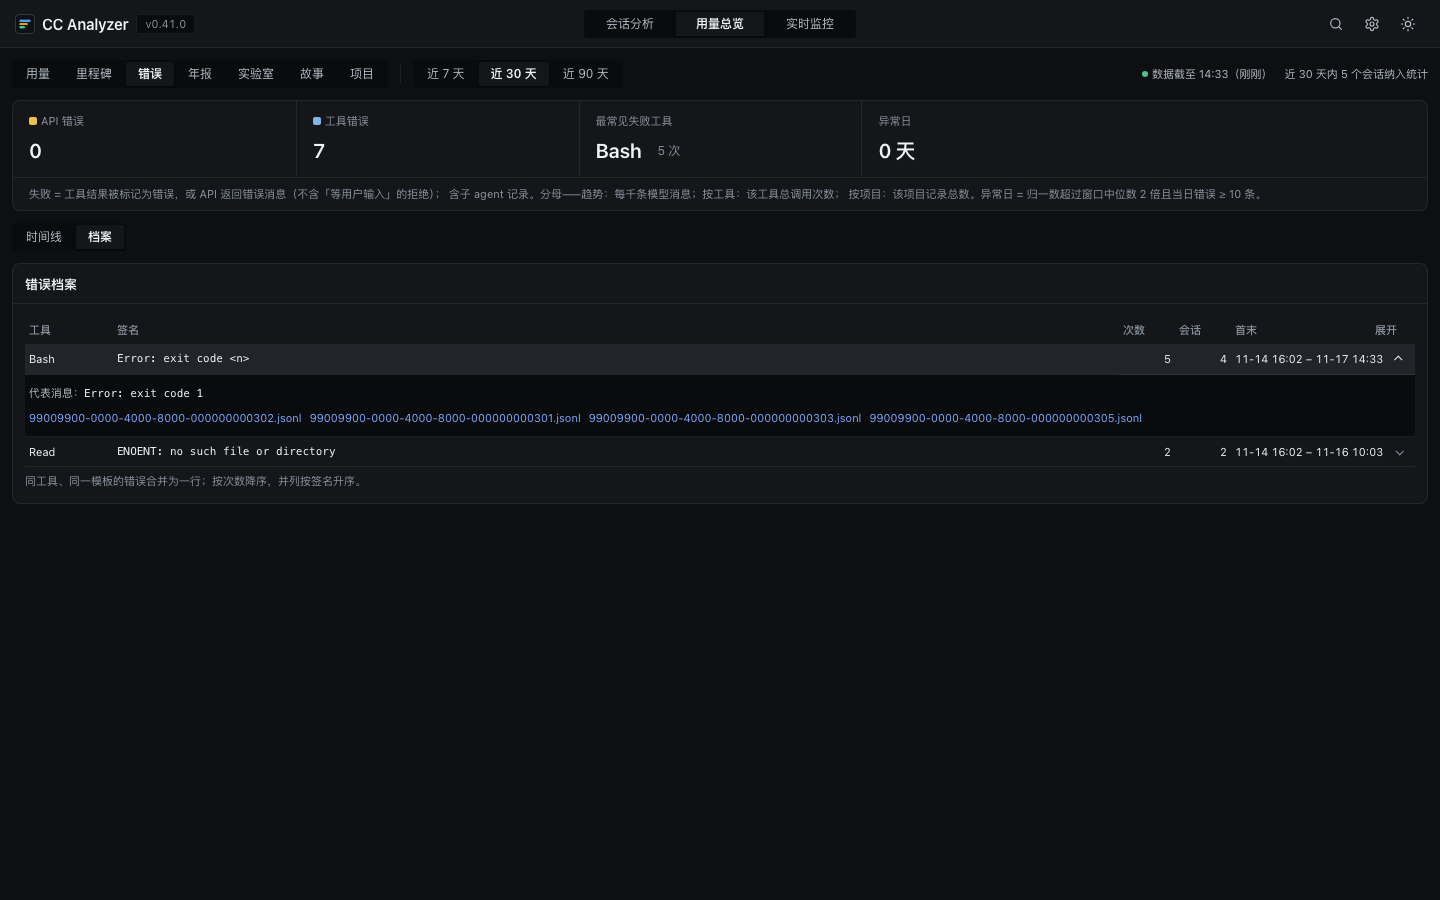 CC Analyzer v0.41.0 会话分析 用量总览 实时监控
用量 里程碑 错误 年报 实验室 故事 项目 近 7 天 近 30 天 近 90 天 数据截至 14:33（刚刚） 近 30 天内 5 个会话纳入统计
API 错误 工具错误 最常见失败工具 异常日
0 7 Bash 5 次 0 天
失败 = 工具结果被标记为错误，或 API 返回错误消息（不含「等用户输入」的拒绝）； 含子 agent 记录。分母——趋势：每千条模型消息；按工具：该工具总调用次数； 按项目：该项目记录总数。异常日 = 归一数超过窗口中位数 2 倍且当日错误 ≥ 10 条。
时间线 档案
错误档案
工具 签名 次数 会话 首末 展开
Bash Error: exit code <n> 5 4 11-14 16:02 – 11-17 14:33
代表消息：Error: exit code 1
99009900-0000-4000-8000-000000000302.jsonl 99009900-0000-4000-8000-000000000301.jsonl 99009900-0000-4000-8000-000000000303.jsonl 99009900-0000-4000-8000-000000000305.jsonl
Read ENOENT: no such file or directory 2 2 11-14 16:02 – 11-16 10:03
同工具、同一模板的错误合并为一行；按次数降序，并列按签名升序。